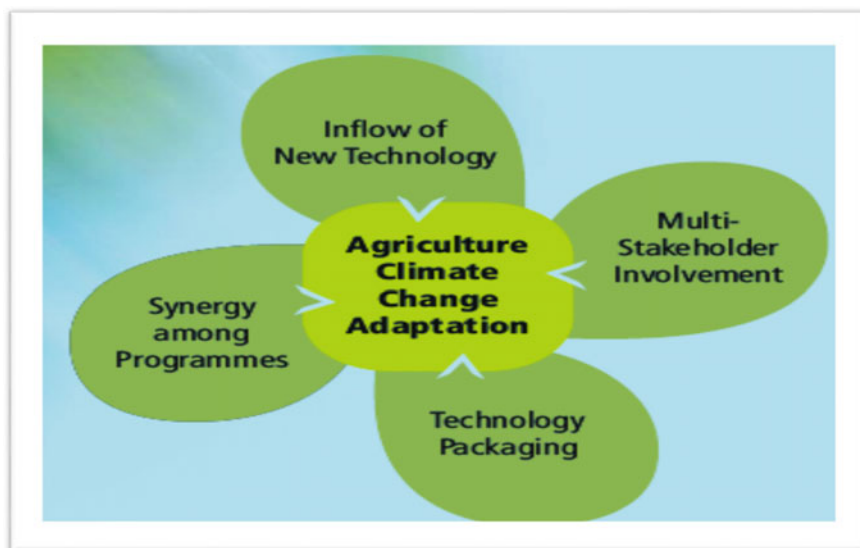 Inflow of
New Technology
Multi-
Stakeholder
Involvement
Agriculture
Climate
Change
Adaptation
Synergy
among
Programmes
Technology
Packaging